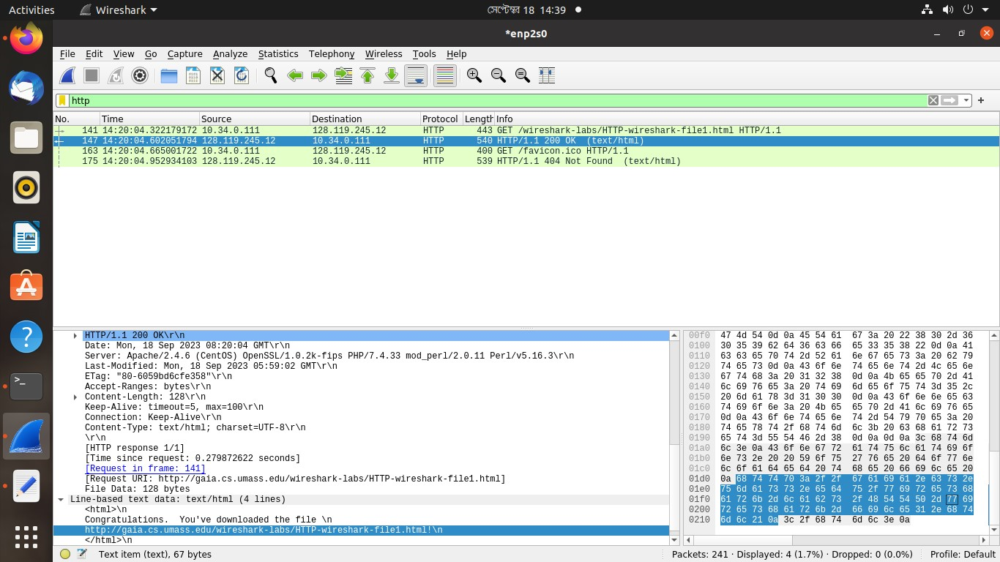 Activities Wireshark সেপ্টেম্বর 18 14:39
*enp2s0
File Edit View Go Capture Analyze Statistics Telephony Wireless Tools Help
http
No. Time Source Destination Protocol Length Info
141 14:20:04.322179172 10.34.0.111 128.119.245.12 HTTP 443 GET /wireshark-labs/HTTP-wireshark-file1.html HTTP/1.1
147 14:20:04.602051794 128.119.245.12 10.34.0.111 HTTP 540 HTTP/1.1 200 OK (text/html)
163 14:20:04.665001722 10.34.0.111 128.119.245.12 HTTP 400 GET /favicon.ico HTTP/1.1
175 14:20:04.952934103 128.119.245.12 10.34.0.111 HTTP 539 HTTP/1.1 404 Not Found (text/html)
HTTP/1.1 200 OK\r\n
Date: Mon, 18 Sep 2023 08:20:04 GMT\r\n
Server: Apache/2.4.6 (CentOS) OpenSSL/1.0.2k-fips PHP/7.4.33 mod_perl/2.0.11 Perl/v5.16.3\r\n
Last-Modified: Mon, 18 Sep 2023 05:59:02 GMT\r\n
ETag: "80-6059bd6cfe358"\r\n
Accept-Ranges: bytes\r\n
Content-Length: 128\r\n
Keep-Alive: timeout=5, max=100\r\n
Connection: Keep-Alive\r\n
Content-Type: text/html; charset=UTF-8\r\n
\r\n
[HTTP response 1/1]
[Time since request: 0.279872622 seconds]
[Request in frame: 141]
[Request URI: http://gaia.cs.umass.edu/wireshark-labs/HTTP-wireshark-file1.html]
File Data: 128 bytes
Line-based text data: text/html (4 lines)
<html>\n
Congratulations. You've downloaded the file \n
http://gaia.cs.umass.edu/wireshark-labs/HTTP-wireshark-file1.html!\n
</html>\n
00f0 47 4d 54 0d 0a 45 54 61 67 3a 20 22 38 30 2d 36
0100 30 35 39 62 64 36 63 66 65 33 35 38 22 0d 0a 41
0110 63 63 65 70 74 2d 52 61 6e 67 65 73 3a 20 62 79
0120 74 65 73 0d 0a 43 6f 6e 74 65 6e 74 2d 4c 65 6e
0130 67 74 68 3a 20 31 32 38 0d 0a 4b 65 65 70 2d 41
0140 6c 69 76 65 3a 20 74 69 6d 65 6f 75 74 3d 35 2c
0150 20 6d 61 78 3d 31 30 30 0d 0a 43 6f 6e 6e 65 63
0160 74 69 6f 6e 3a 20 4b 65 65 70 2d 41 6c 69 76 65
0170 0d 0a 43 6f 6e 74 65 6e 74 2d 54 79 70 65 3a 20
0180 74 65 78 74 2f 68 74 6d 6c 3b 20 63 68 61 72 73
0190 65 74 3d 55 54 46 2d 38 0d 0a 0d 0a 3c 68 74 6d
01a0 6c 3e 0a 43 6f 6e 67 72 61 74 75 6c 61 74 69 6f
01b0 6e 73 2e 20 20 59 6f 75 27 76 65 20 64 6f 77 6e
01c0 6c 6f 61 64 65 64 20 74 68 65 20 66 69 6c 65 20
01d0 0a 68 74 74 70 3a 2f 2f 67 61 69 61 2e 63 73 2e
01e0 75 6d 61 73 73 2e 65 64 75 2f 77 69 72 65 73 68
01f0 61 72 6b 2d 6c 61 62 73 2f 48 54 54 50 2d 77 69
0200 72 65 73 68 61 72 6b 2d 66 69 6c 65 31 2e 68 74
0210 6d 6c 21 0a 3c 2f 68 74 6d 6c 3e 0a
Text item (text), 67 bytes Packets: 241 · Displayed: 4 (1.7%) · Dropped: 0 (0.0%) Profile: Default